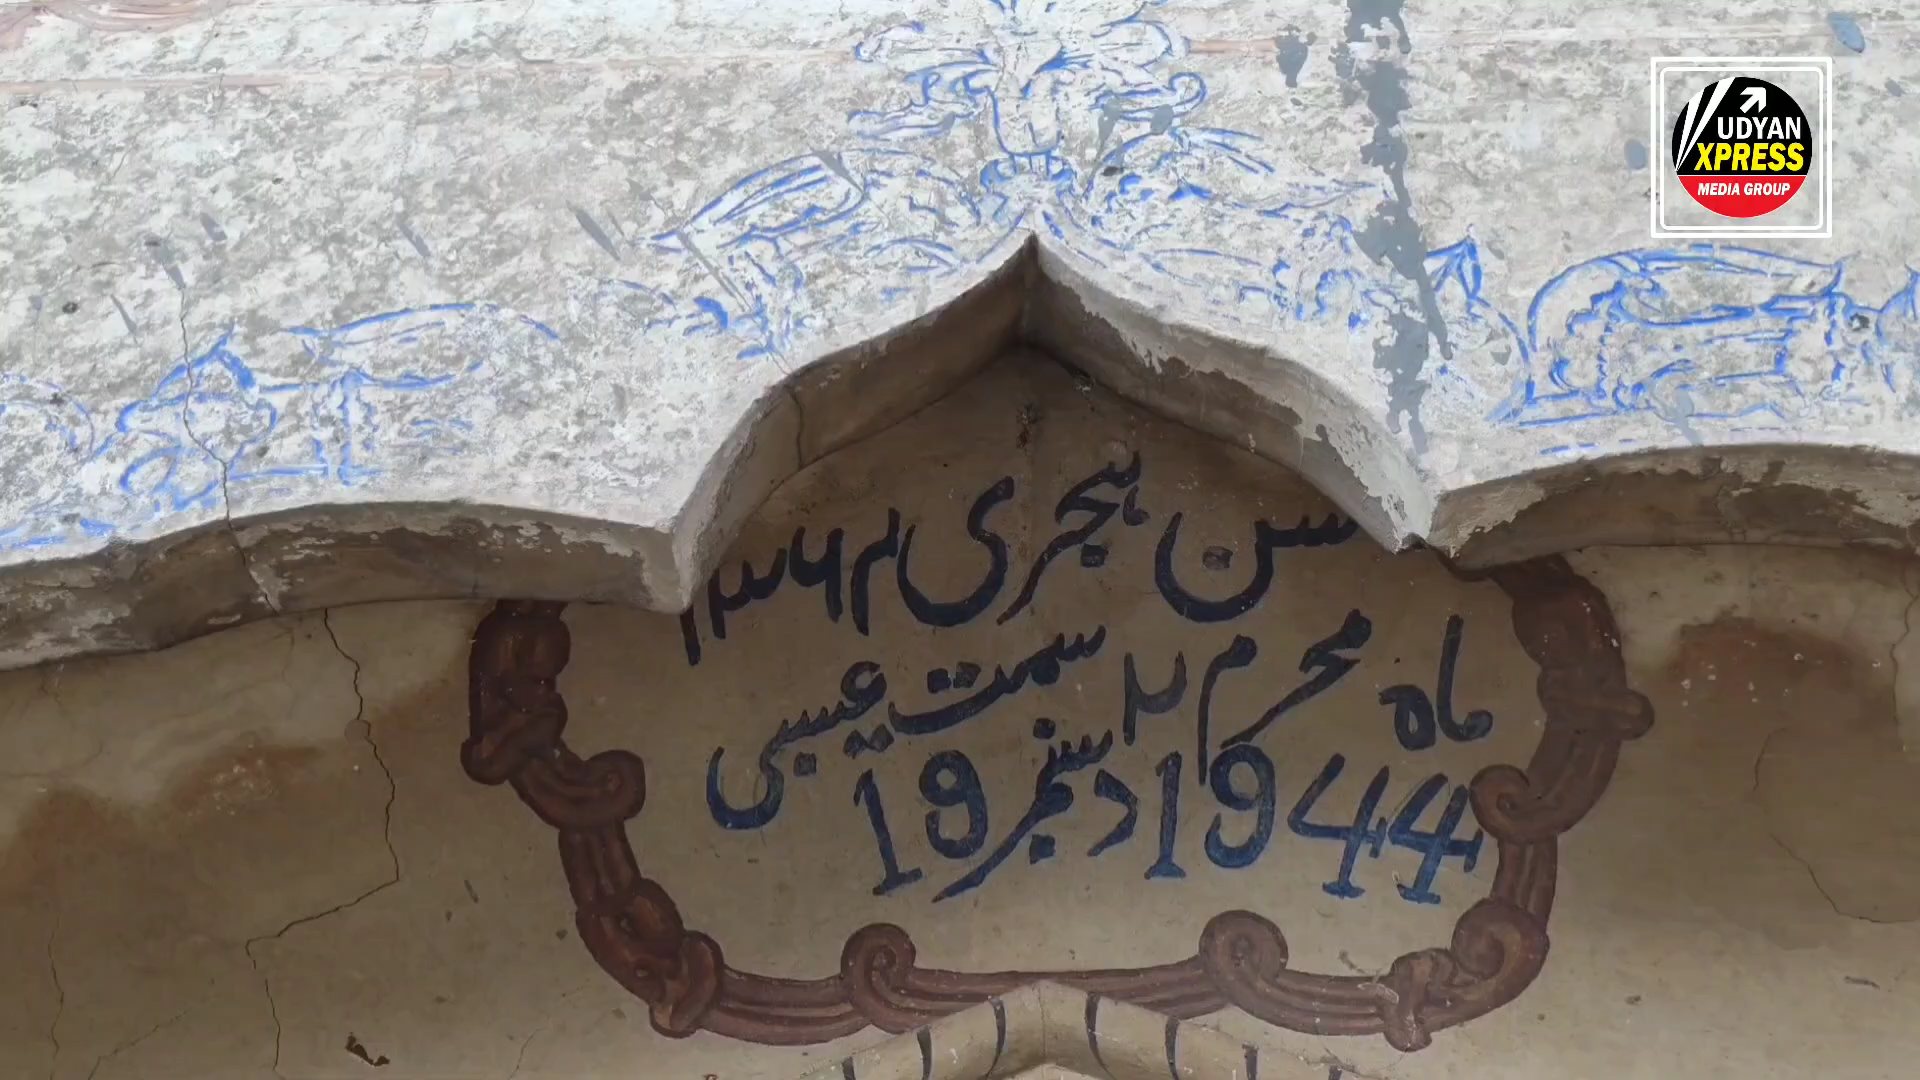 سن ہجری ۱۳۶۴
ماہ محرم ۲ سمت عیسی
1944 دسمبر 19
UDYAN
XPRESS
MEDIA GROUP